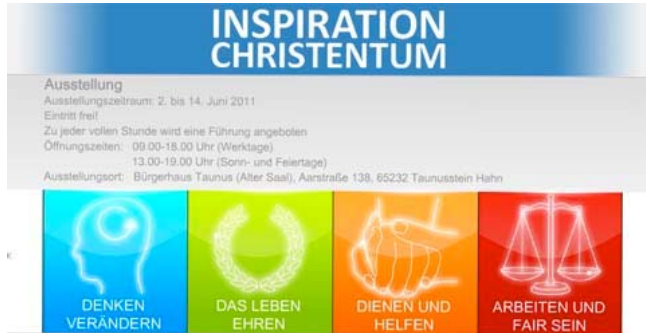 INSPIRATION
CHRISTENTUM
Ausstellung
Ausstellungszeitraum: 2. bis 14. Juni 2011
Eintritt frei!
Zu jeder vollen Stunde wird eine Führung angeboten
Öffnungszeiten: 09.00-18.00 Uhr (Werktage)
13.00-19.00 Uhr (Sonn- und Feiertage)
Ausstellungsort: Bürgerhaus Taunus (Alter Saal), Aarstraße 138, 65232 Taunusstein Hahn
DENKEN
VERÄNDERN
DAS LEBEN
EHREN
DIENEN UND
HELFEN
ARBEITEN UND
FAIR SEIN